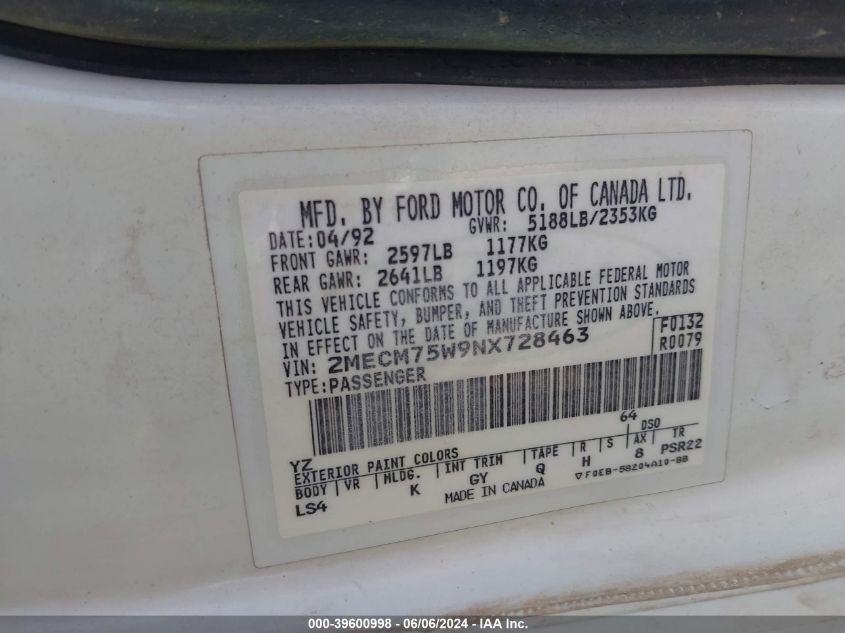 MFD. BY FORD MOTOR CO. OF CANADA LTD.
DATE: 04/92 GVWR: 5188LB/2353KG
FRONT GAWR: 2597LB 1177KG
REAR GAWR: 2641LB 1197KG
THIS VEHICLE CONFORMS TO ALL APPLICABLE FEDERAL MOTOR
VEHICLE SAFETY, BUMPER, AND THEFT PREVENTION STANDARDS
IN EFFECT ON THE DATE OF MANUFACTURE SHOWN ABOVE.
VIN: 2MECM75W9NX728463 F0132
TYPE: PASSENGER R0079
64
YZ DSO
EXTERIOR PAINT COLORS
BODY VR MLDG. INT TRIM TAPE R S AX TR
LS4 K GY Q H 8 PSR22
MADE IN CANADA ▽F0EB-58204A10-BB
000-39600998 - 06/06/2024 - IAA Inc.